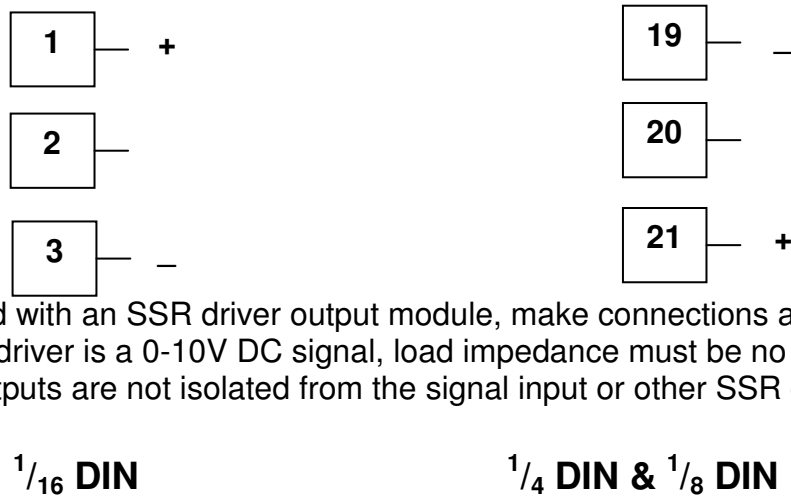 1 + 19 _
2 20
3 _ 21 +
with an SSR driver output module, make connections
driver is a 0-10V DC signal, load impedance must be no
are not isolated from the signal input or other SSR
1/16 DIN 1/4 DIN & 1/8 DIN